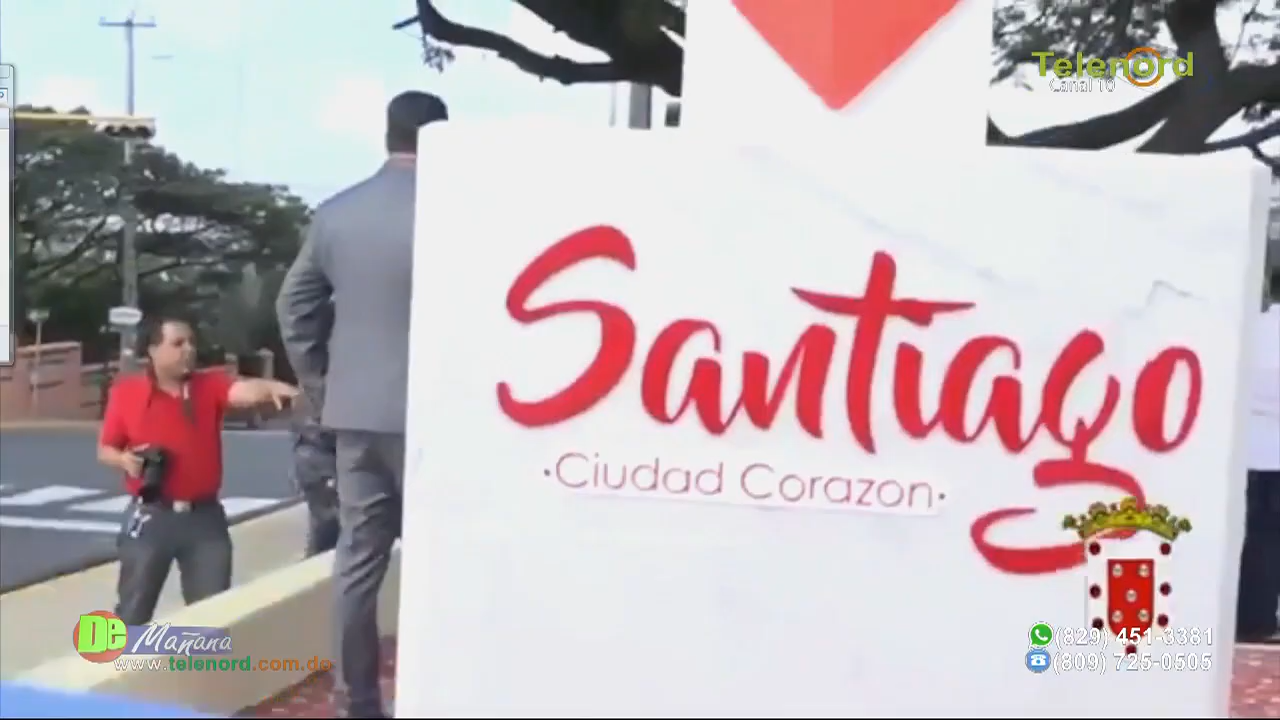 Telenord
Canal 10
Santiago
·Ciudad Corazon·
De Mañana
www.telenord.com.do
(829) 451-3381
(809) 725-0505